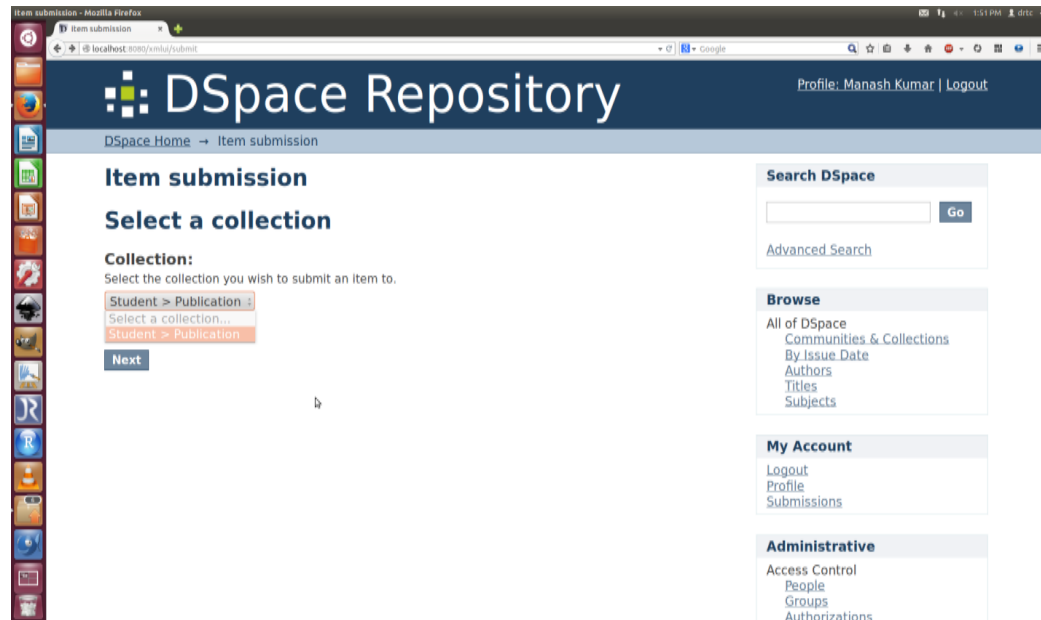 Item submission - Mozilla Firefox
1:51 PM drtc
Item submission
localhost:8080/xmlui/submit
Google
DSpace Repository
Profile: Manash Kumar | Logout
DSpace Home → Item submission
Item submission
Select a collection
Collection:
Select the collection you wish to submit an item to.
Student > Publication
Select a collection...
Student > Publication
Next
Search DSpace
Go
Advanced Search
Browse
All of DSpace
Communities & Collections
By Issue Date
Authors
Titles
Subjects
My Account
Logout
Profile
Submissions
Administrative
Access Control
People
Groups
Authorizations